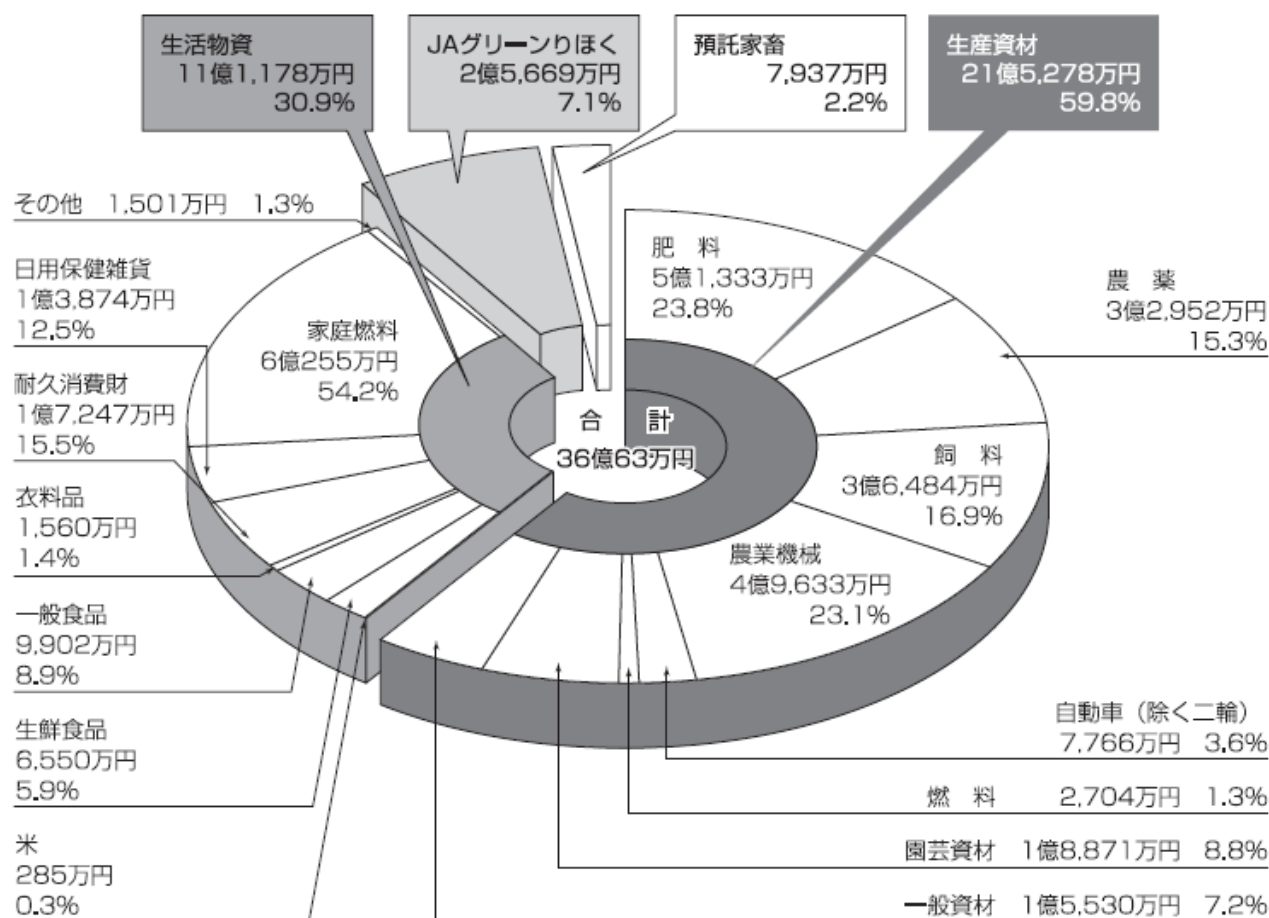 生活物資
11億1,178万円
30.9%
JAグリーンりほく
2億5,669万円
7.1%
預託家畜
7,937万円
2.2%
生産資材
21億5,278万円
59.8%
その他 1,501万円 1.3%
日用保健雑貨
1億3,874万円
12.5%
耐久消費財
1億7,247万円
15.5%
衣料品
1,560万円
1.4%
一般食品
9,902万円
8.9%
生鮮食品
6,550万円
5.9%
米
285万円
0.3%
家庭燃料
6億255万円
54.2%
合 計
36億63万円
肥 料
5億1,333万円
23.8%
農 薬
3億2,952万円
15.3%
飼 料
3億6,484万円
16.9%
農業機械
4億9,633万円
23.1%
自動車（除く二輪）
7,766万円 3.6%
燃 料 2,704万円 1.3%
園芸資材 1億8,871万円 8.8%
一般資材 1億5,530万円 7.2%